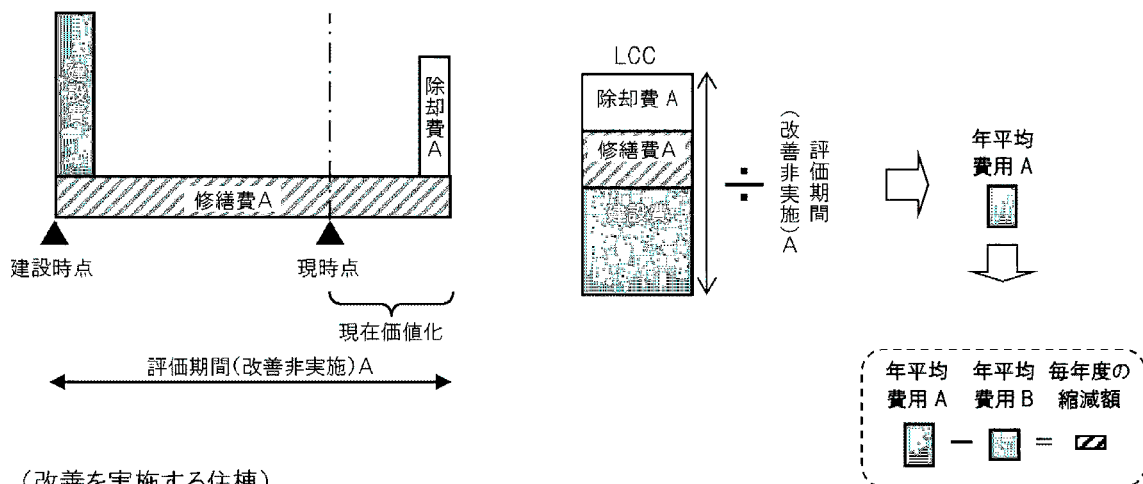 除却費A
修繕費A
建設時点
現時点
現在価値化
評価期間(改善非実施)A
LCC
除却費 A
修繕費A
建設費
÷
評価期間
(改善非実施)A
年平均
費用 A
年平均 年平均 毎年度の
費用 A 費用B 縮減額
− =
(改善を実施する住棟)